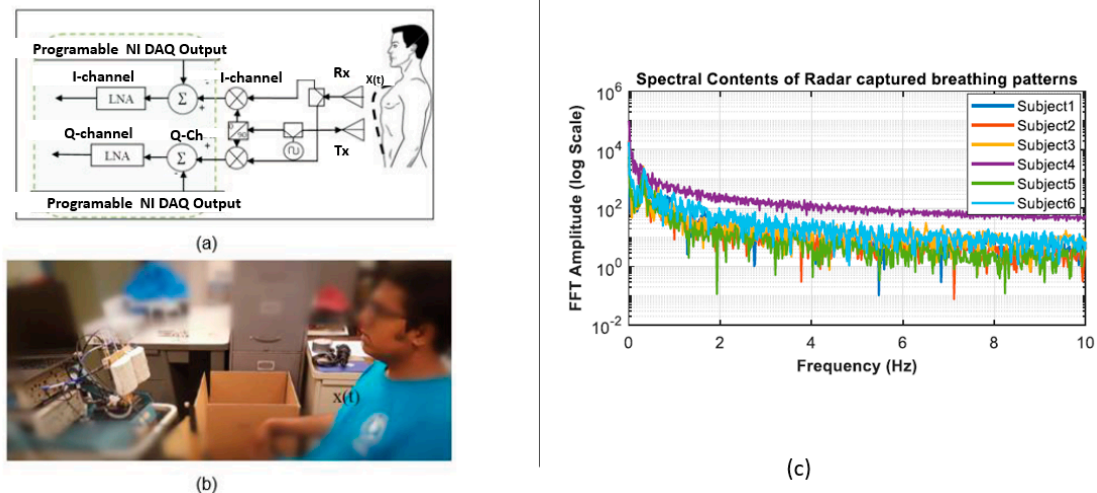 Programable NI DAQ Output
I-channel
I-channel
Rx
X(t)
LNA
Σ
-
+
Q-channel
Q-Ch
0
90
+
LNA
Σ
-
Tx
Programable NI DAQ Output
(a)
x(t)
(b)
Spectral Contents of Radar captured breathing patterns
FFT Amplitude (log Scale)
10^6
10^4
10^2
10^0
10^-2
Subject1
Subject2
Subject3
Subject4
Subject5
Subject6
0 2 4 6 8 10
Frequency (Hz)
(c)